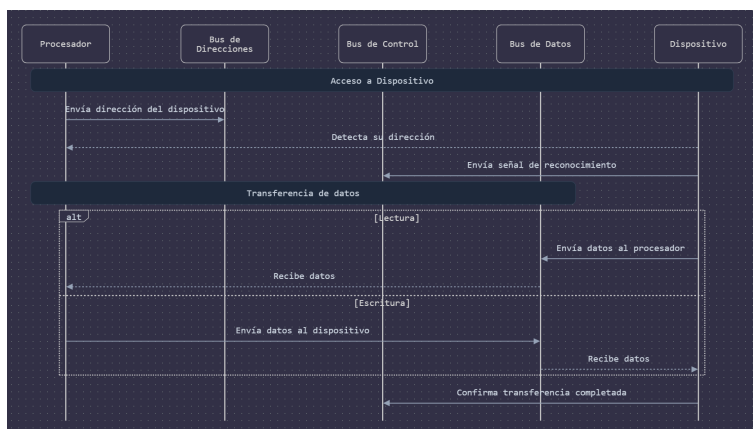 Procesador
Bus de
Direcciones
Bus de Control
Bus de Datos
Dispositivo
Acceso a Dispositivo
Envía dirección del dispositivo
Detecta su dirección
Envía señal de reconocimiento
Transferencia de datos
alt
[Lectura]
Envía datos al procesador
Recibe datos
[Escritura]
Envía datos al dispositivo
Recibe datos
Confirma transferencia completada